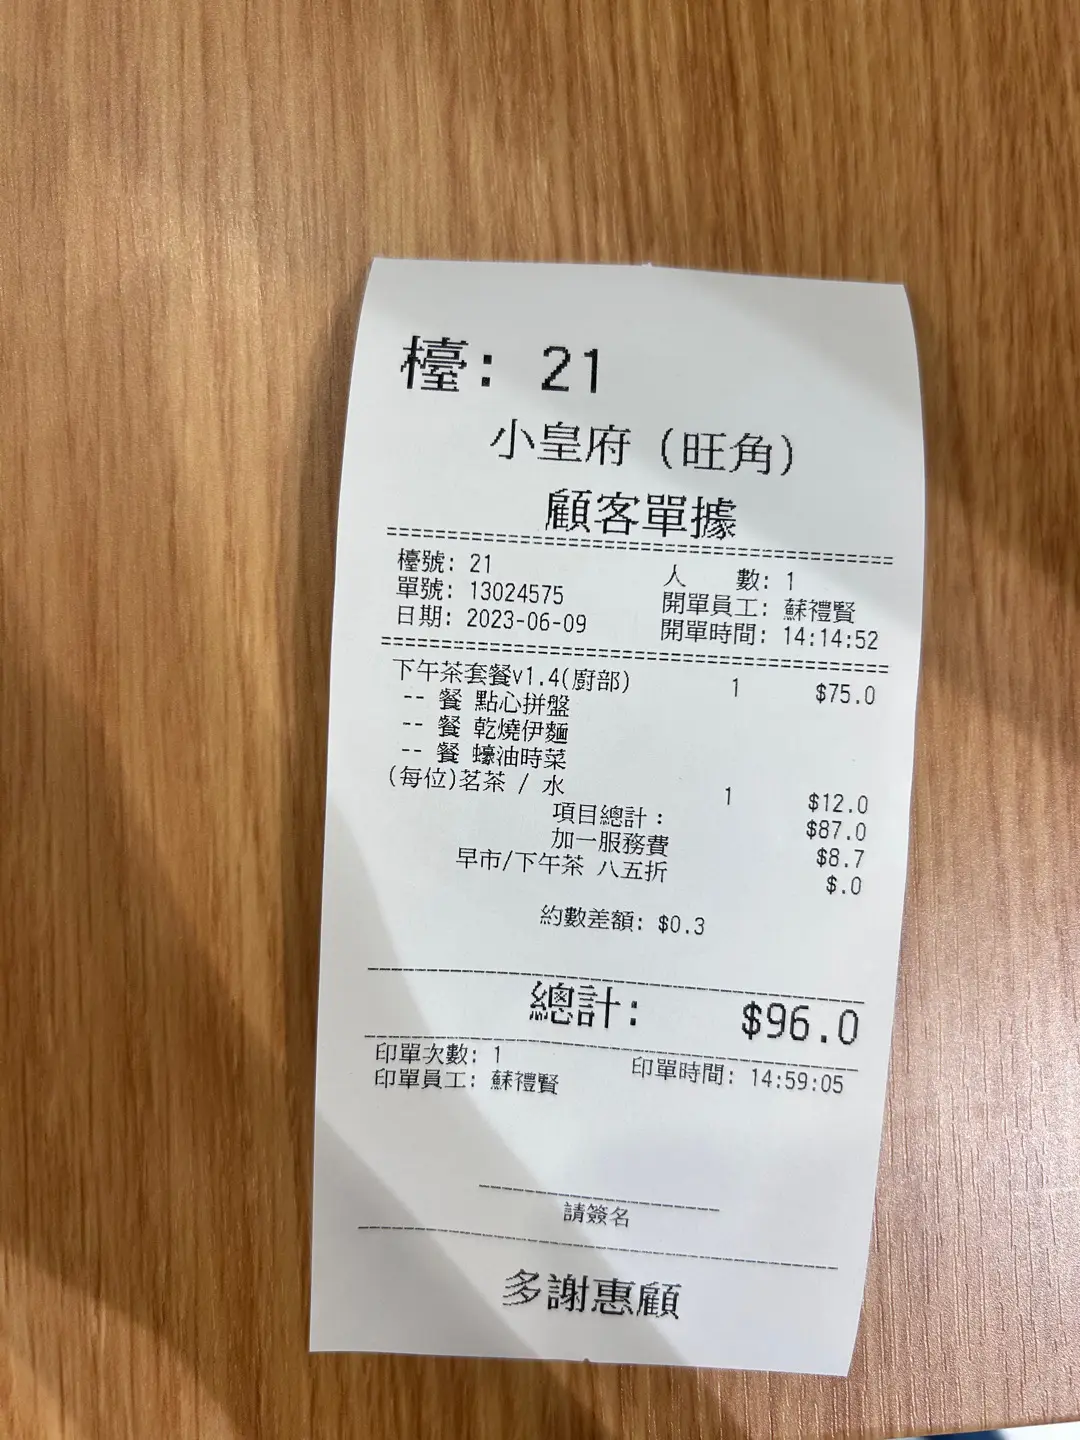 檯: 21
小皇府 (旺角)
顧客單據
檯號: 21 人 數: 1
單號: 13024575 開單員工: 蘇禮賢
日期: 2023-06-09 開單時間: 14:14:52
下午茶套餐v1.4(廚部) 1 $75.0
-- 餐 點心拼盤
-- 餐 乾燒伊麵
-- 餐 蠔油時菜
(每位)茗茶 / 水 1 $12.0
項目總計: $87.0
加一服務費 $8.7
早市/下午茶 八五折 $.0
約數差額: $0.3
總計: $96.0
印單次數: 1 印單時間: 14:59:05
印單員工: 蘇禮賢
請簽名
多謝惠顧